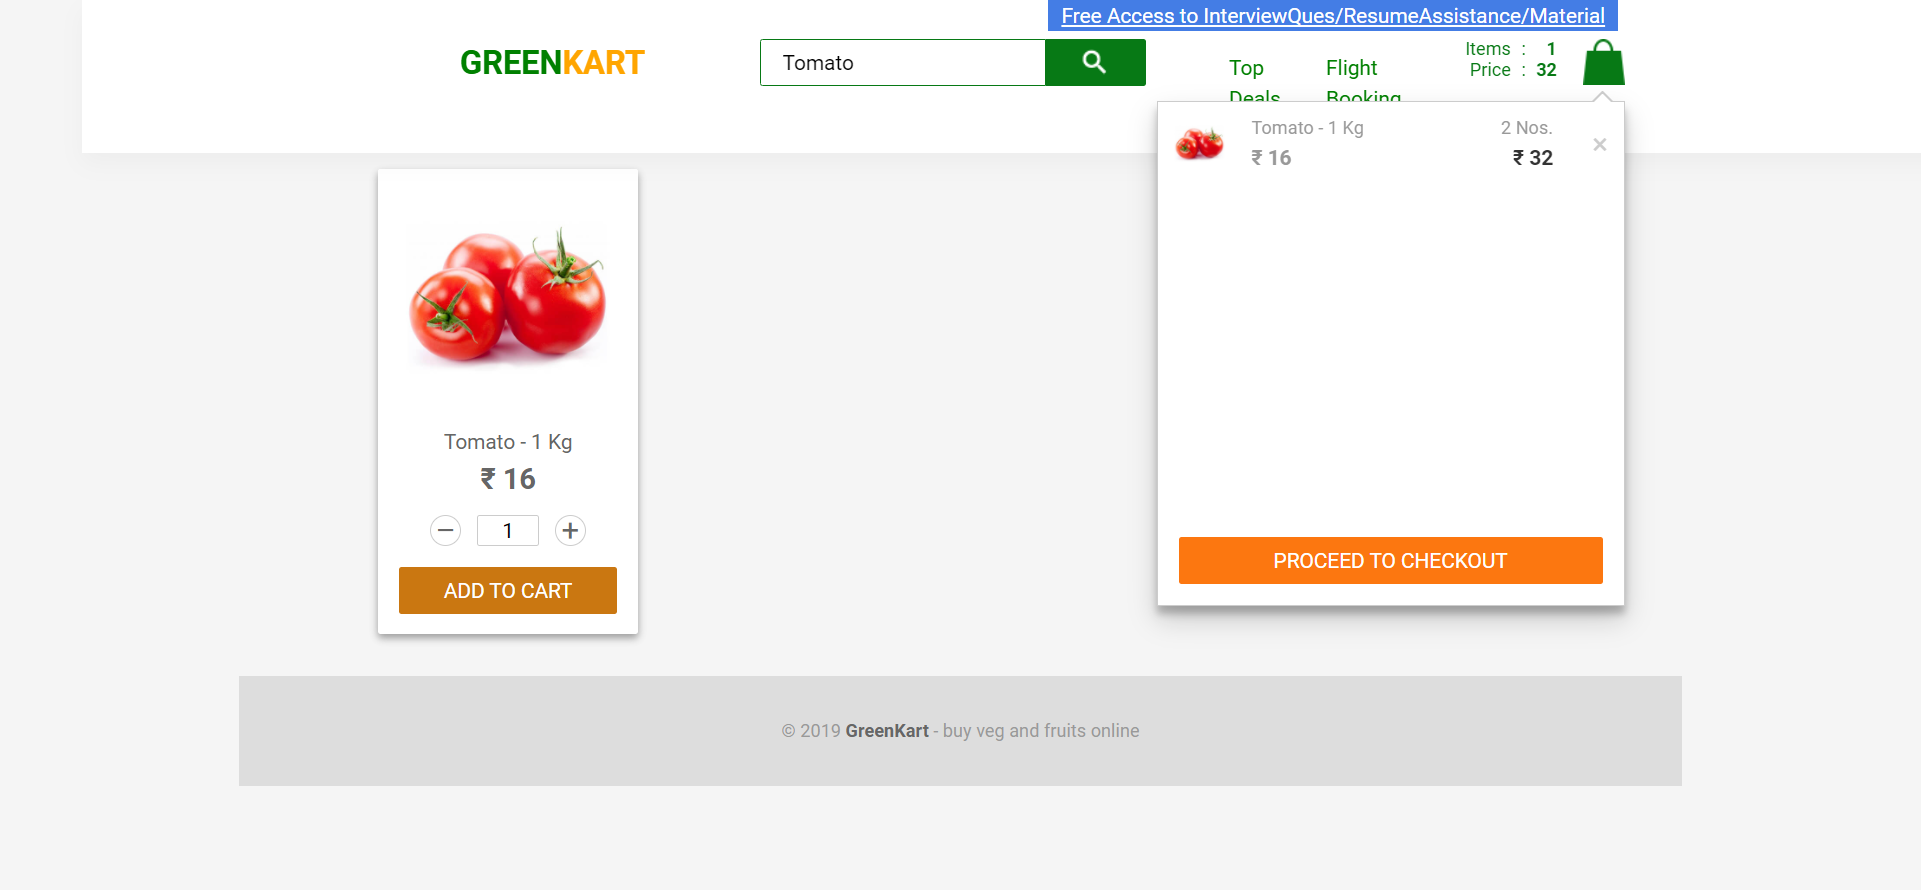 Free Access to InterviewQues/ResumeAssistance/Material
GREENKART
Tomato
Top Deals
Flight Booking
Items : 1
Price : 32
Tomato - 1 Kg
₹ 16
2 Nos.
₹ 32
×
PROCEED TO CHECKOUT
Tomato - 1 Kg
₹ 16
− 1 +
ADD TO CART
© 2019 GreenKart - buy veg and fruits online